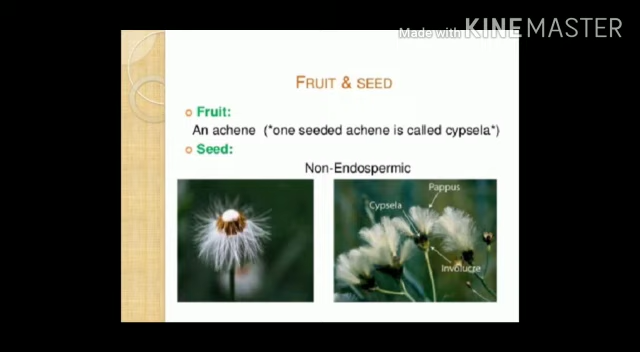 Made with KINEMASTER
FRUIT & SEED
Fruit:
An achene (*one seeded achene is called cypsela*)
Seed:
Non-Endospermic
Pappus
Cypsela
Involucre